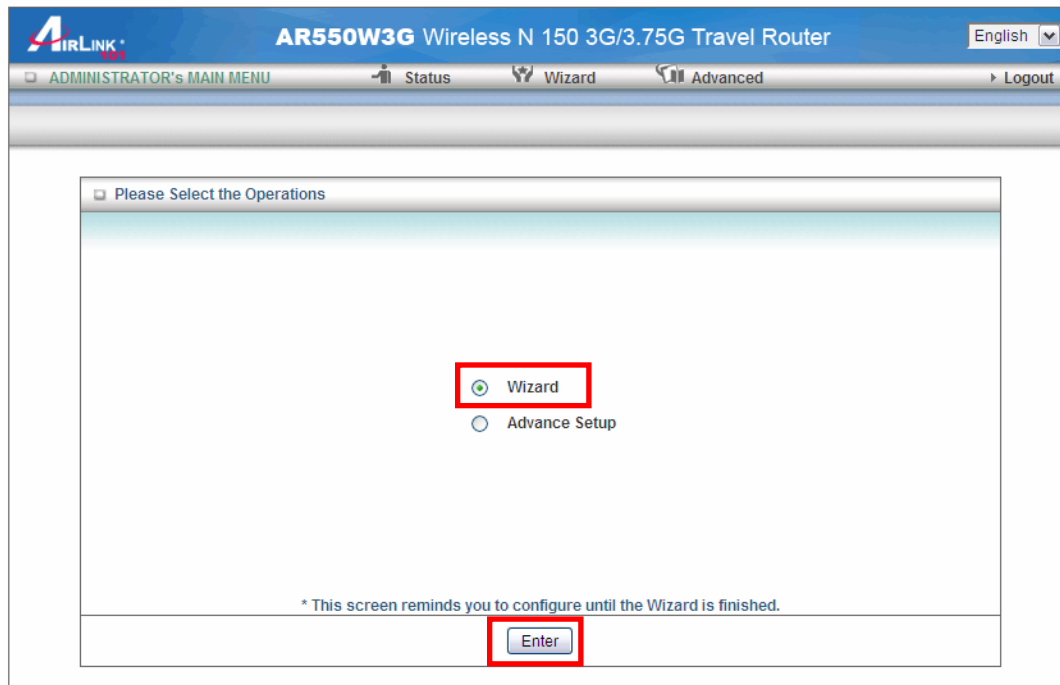 AIRLINK
101
AR550W3G Wireless N 150 3G/3.75G Travel Router
English
ADMINISTRATOR's MAIN MENU
Status
Wizard
Advanced
Logout
Please Select the Operations
Wizard
Advance Setup
* This screen reminds you to configure until the Wizard is finished.
Enter